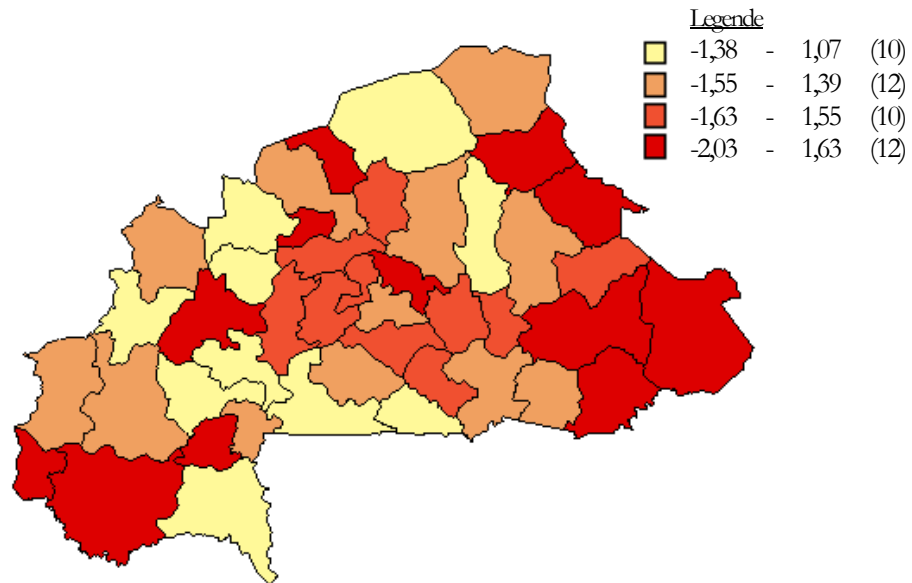 Legende
-1,38 - 1,07 (10)
-1,55 - 1,39 (12)
-1,63 - 1,55 (10)
-2,03 - 1,63 (12)